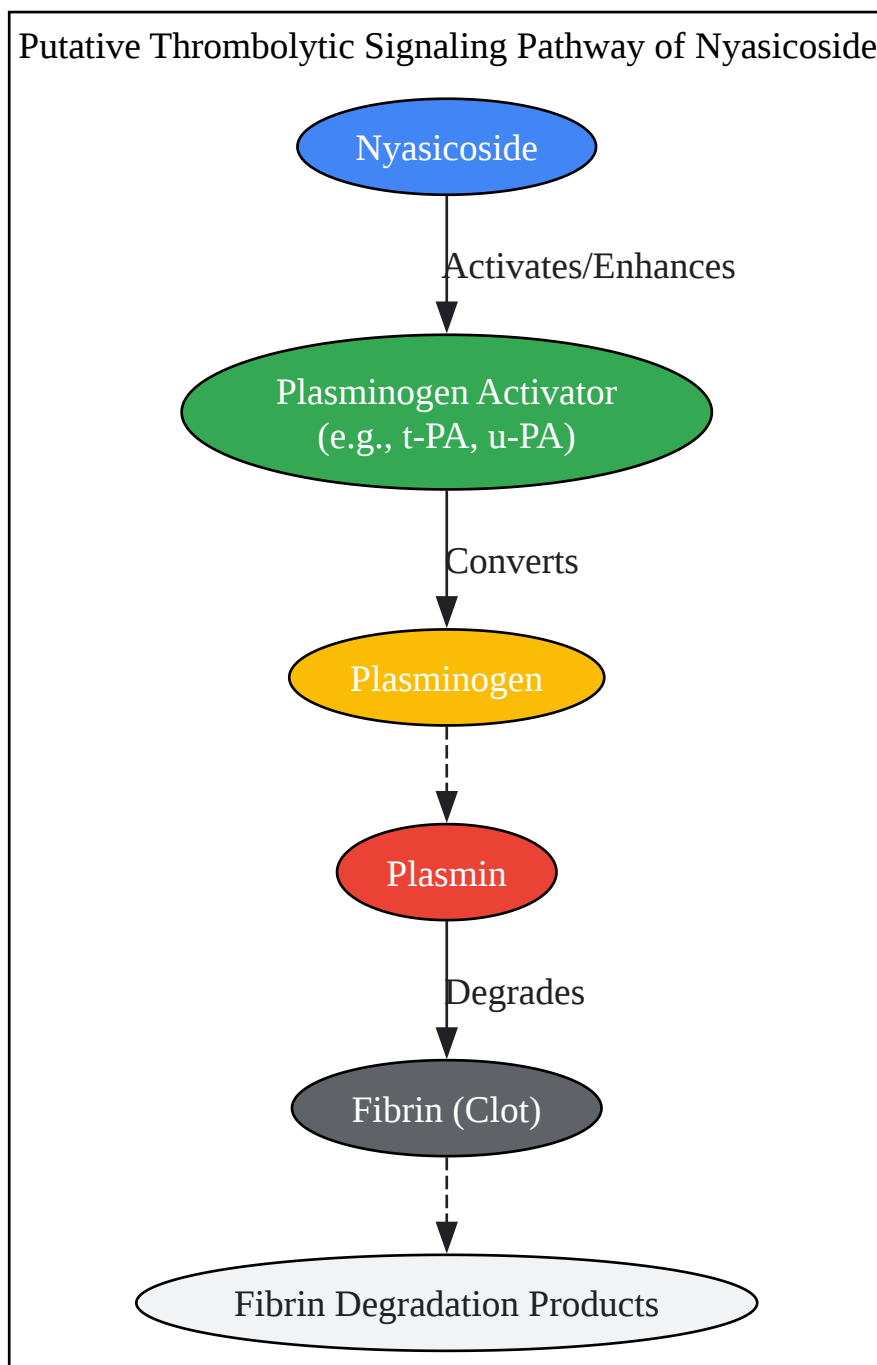 Putative Thrombolytic Signaling Pathway of Nyasicoside
Nyasicoside
Activates/Enhances
Plasminogen Activator
(e.g., t-PA, u-PA)
Converts
Plasminogen
Plasmin
Degrades
Fibrin (Clot)
Fibrin Degradation Products